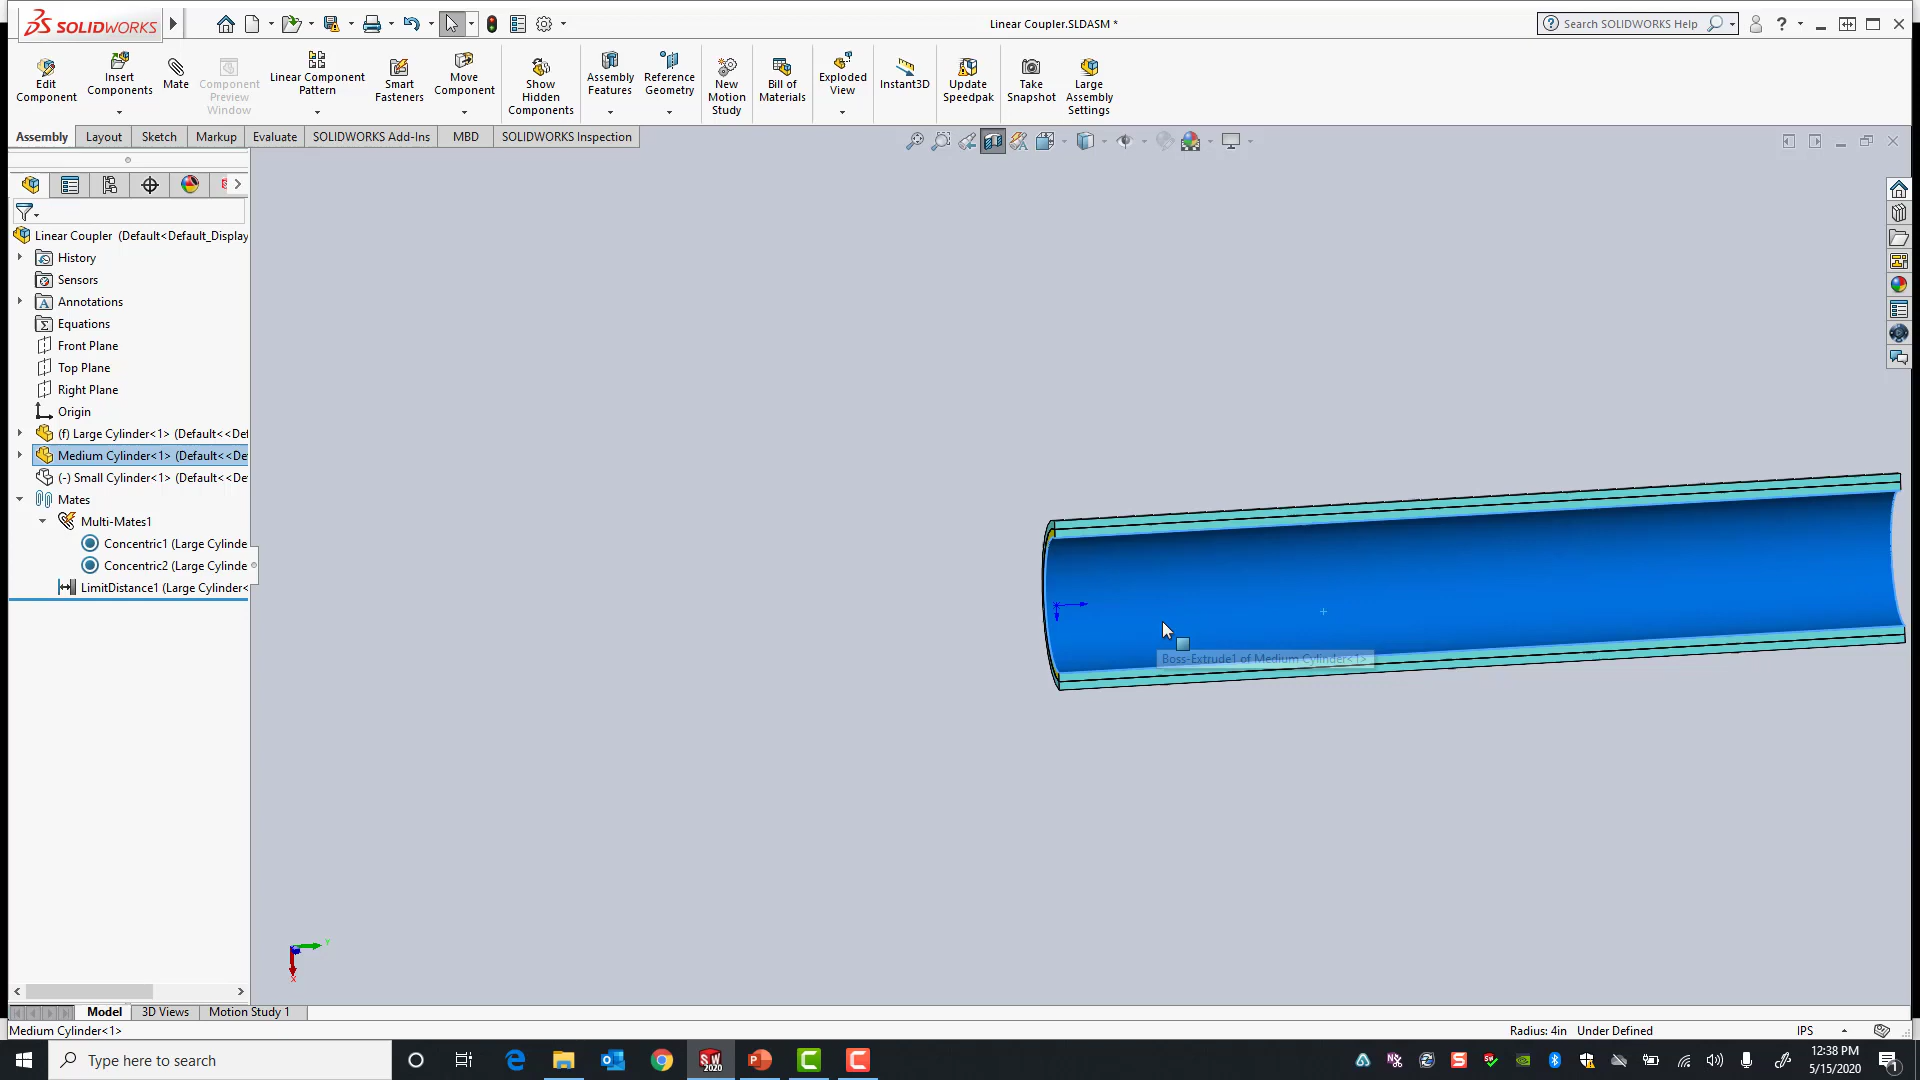 SOLIDWORKS
Linear Coupler.SLDASM *
Search SOLIDWORKS Help
Edit
Component
Insert
Components
Mate
Component
Preview
Window
Linear Component
Pattern
Smart
Fasteners
Move
Component
Show
Hidden
Components
Assembly
Features
Reference
Geometry
New
Motion
Study
Bill of
Materials
Exploded
View
Instant3D
Update
Speedpak
Take
Snapshot
Large
Assembly
Settings
Assembly
Layout
Sketch
Markup
Evaluate
SOLIDWORKS Add-Ins
MBD
SOLIDWORKS Inspection
Linear Coupler (Default<Default_Display
History
Sensors
Annotations
Equations
Front Plane
Top Plane
Right Plane
Origin
(f) Large Cylinder<1> (Default<<Def
Medium Cylinder<1> (Default<<De
(-) Small Cylinder<1> (Default<<De
Mates
Multi-Mates1
Concentric1 (Large Cylinde
Concentric2 (Large Cylinde
LimitDistance1 (Large Cylinder<
Boss-Extrude1 of Medium Cylinder<1>
Y
X
Model
3D Views
Motion Study 1
Medium Cylinder<1>
Radius: 4in
Under Defined
IPS
Type here to search
SW
2020
12:38 PM
5/15/2020
1